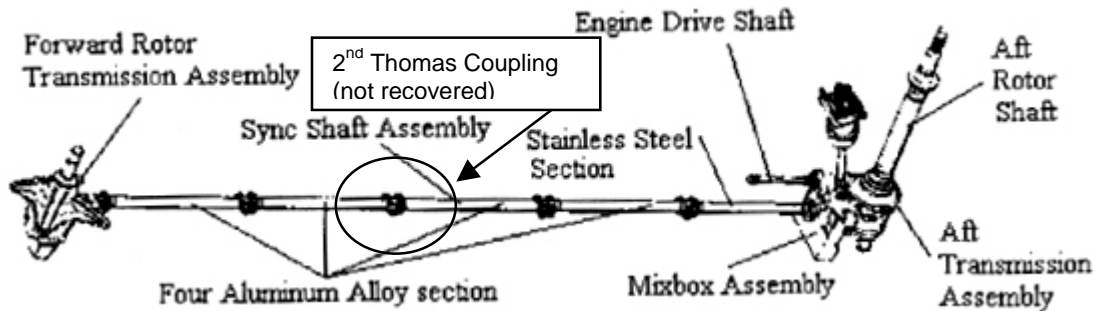 Engine Drive Shaft
Forward Rotor
Transmission Assembly
2nd Thomas Coupling
(not recovered)
Aft
Rotor
Shaft
Sync Shaft Assembly
Stainless Steel
Section
Four Aluminum Alloy section
Mixbox Assembly
Aft
Transmission
Assembly